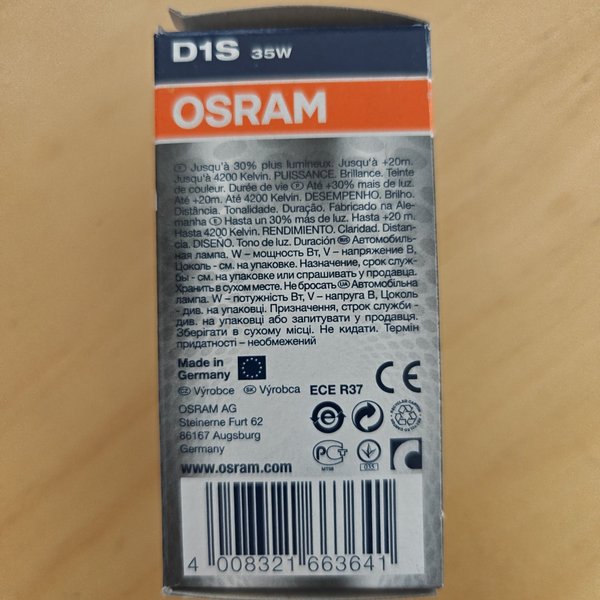 D1S 35W
OSRAM
F Jusqu'à 30% plus lumineux. Jusqu'à +20m.
Jusqu'à 4200 Kelvin. PUISSANCE. Brillance. Teinte
de couleur. Durée de vie P Até +30% mais de luz.
Até +20m. Até 4200 Kelvin. DESEMPENHO. Brilho.
Distância. Tonalidade. Duração. Fabricado na Ale-
manha E Hasta un 30% más de luz. Hasta +20 m.
Hasta 4200 Kelvin. RENDIMIENTO. Claridad. Distan-
cia. DISENO. Tono de luz. Duración RUS Автомобиль-
ная лампа. W – мощность Вт, V – напряжение В,
Цоколь - см. на упаковке. Назначение, срок служ-
бы - см. на упаковке или спрашивать у продавца.
Хранить в сухом месте. Не бросать UA Автомобільна
лампа. W – потужність Вт, V – напруга В, Цоколь
- див. на упаковці. Призначення, строк служби -
див. на упаковці або запитувати у продавця.
Зберігати в сухому місці. Не кидати. Термін
придатності – необмежений
Made in
Germany
CE
CZ Výrobce SK Výrobca ECE R37
OSRAM AG
Steinerne Furt 62
86167 Augsburg
Germany
www.osram.com
4 008321 663641